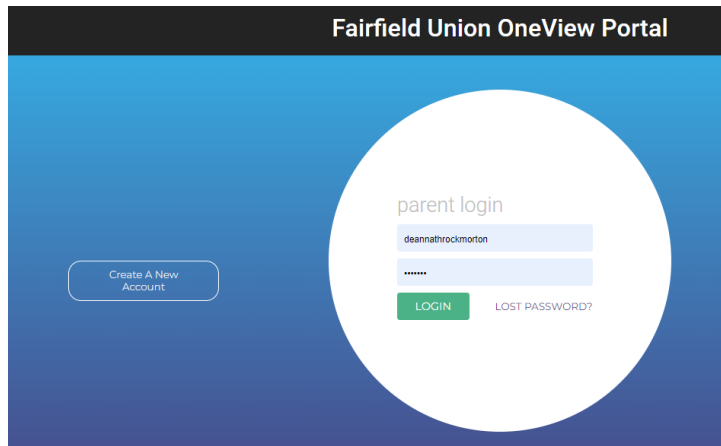 Fairfield Union OneView Portal
parent login
deannathrockmorton
•••••••
Create A New
Account
LOGIN LOST PASSWORD?